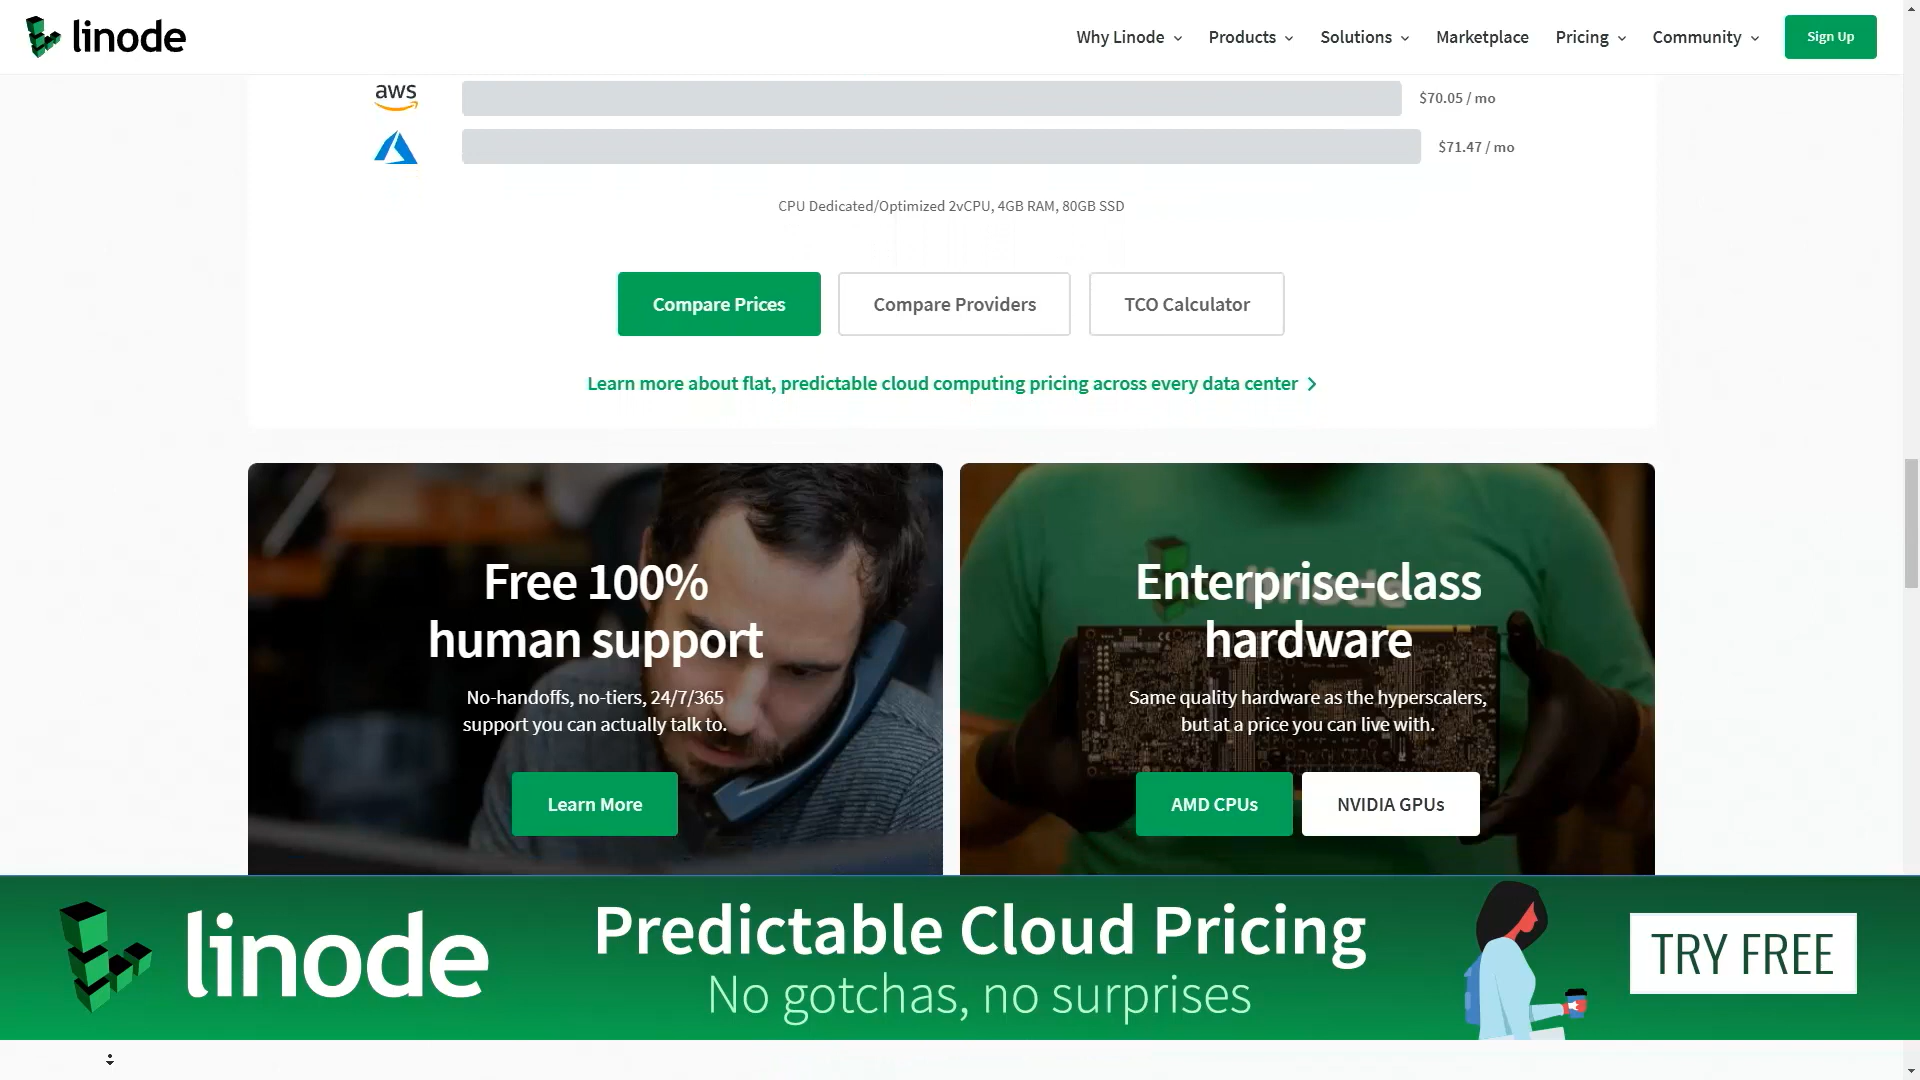 linode
Why Linode
Products
Solutions
Marketplace
Pricing
Community
Sign Up
aws
$70.05 / mo
$71.47 / mo
CPU Dedicated/Optimized 2vCPU, 4GB RAM, 80GB SSD
Compare Prices
Compare Providers
TCO Calculator
Learn more about flat, predictable cloud computing pricing across every data center
Free 100%
human support
No-handoffs, no-tiers, 24/7/365
support you can actually talk to.
Learn More
linode
Enterprise-class
hardware
Same quality hardware as the hyperscalers,
but at a price you can live with.
AMD CPUs
NVIDIA GPUs
linode
Predictable Cloud Pricing
No gotchas, no surprises
TRY FREE